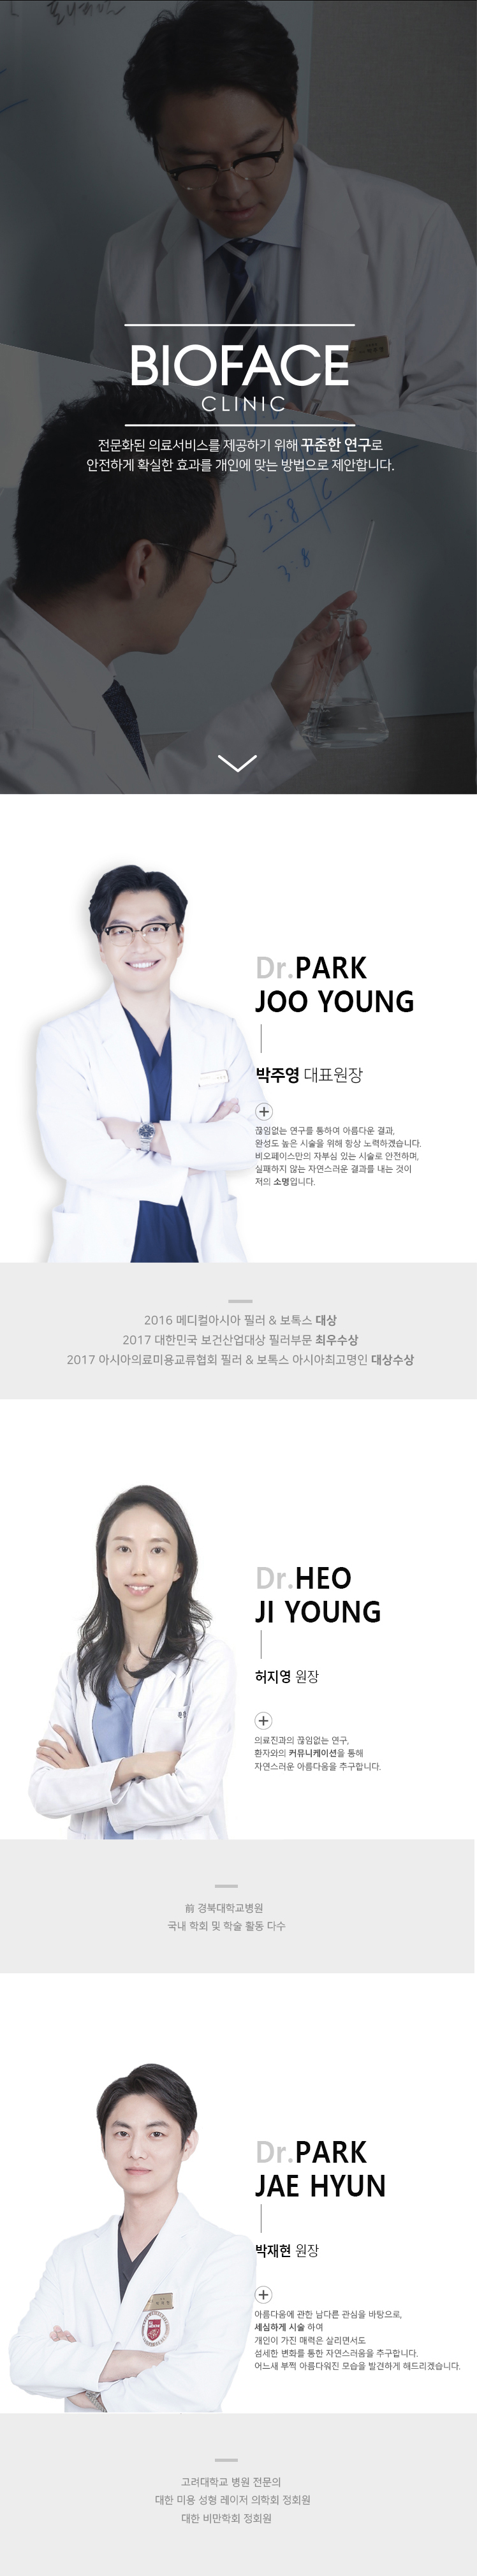 BIOFACE
CLINIC
전문화된 의료서비스를 제공하기 위해 꾸준한 연구로
안전하게 확실한 효과를 개인에 맞는 방법으로 제안합니다.
2:8
3:8
Dr.PARK
JOO YOUNG
박주영 대표원장
끊임없는 연구를 통하여 아름다운 결과,
완성도 높은 시술을 위해 항상 노력하겠습니다.
비오페이스만의 자부심 있는 시술로 안전하며,
실패하지 않는 자연스러운 결과를 내는 것이
저의 소명입니다.
2016 메디컬아시아 필러 & 보톡스 대상
2017 대한민국 보건산업대상 필러부문 최우수상
2017 아시아의료미용교류협회 필러 & 보톡스 아시아최고명인 대상수상
Dr.HEO
JI YOUNG
허지영 원장
의료진과의 끊임없는 연구,
환자와의 커뮤니케이션을 통해
자연스러운 아름다움을 추구합니다.
前 경북대학교병원
국내 학회 및 학술 활동 다수
Dr.PARK
JAE HYUN
박재현 원장
아름다움에 관한 남다른 관심을 바탕으로,
세심하게 시술 하여
개인이 가진 매력은 살리면서도
섬세한 변화를 통한 자연스러움을 추구합니다.
어느새 부쩍 아름다워진 모습을 발견하게 해드리겠습니다.
고려대학교 병원 전문의
대한 미용 성형 레이저 의학회 정회원
대한 비만학회 정회원